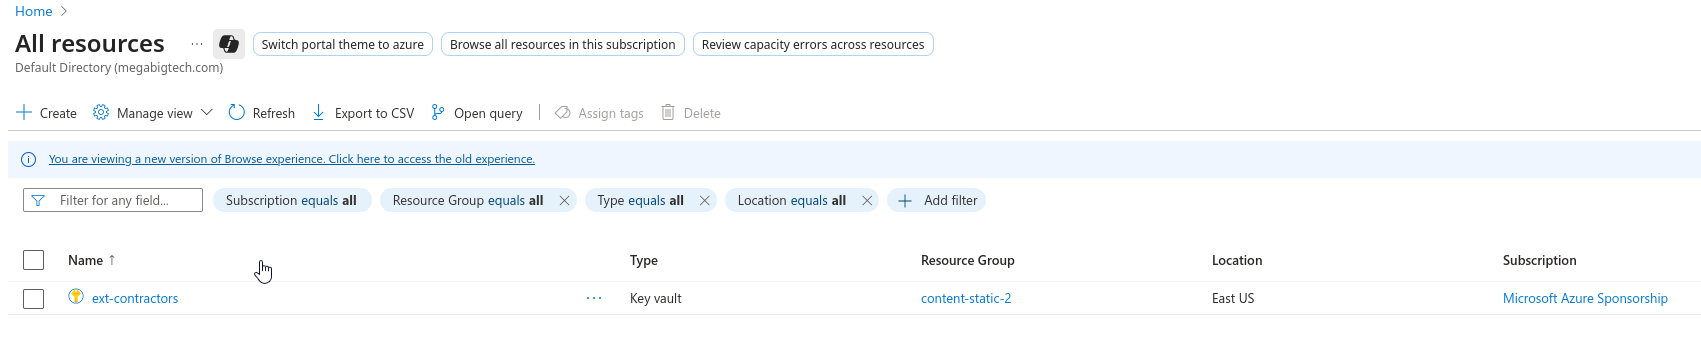 Home
All resources ... Switch portal theme to azure Browse all resources in this subscription Review capacity errors across resources
Default Directory (megabigtech.com)
Create Manage view Refresh Export to CSV Open query Assign tags Delete
You are viewing a new version of Browse experience. Click here to access the old experience.
Filter for any field... Subscription equals all Resource Group equals all Type equals all Location equals all Add filter
Name ↑ Type Resource Group Location Subscription
ext-contractors ... Key vault content-static-2 East US Microsoft Azure Sponsorship